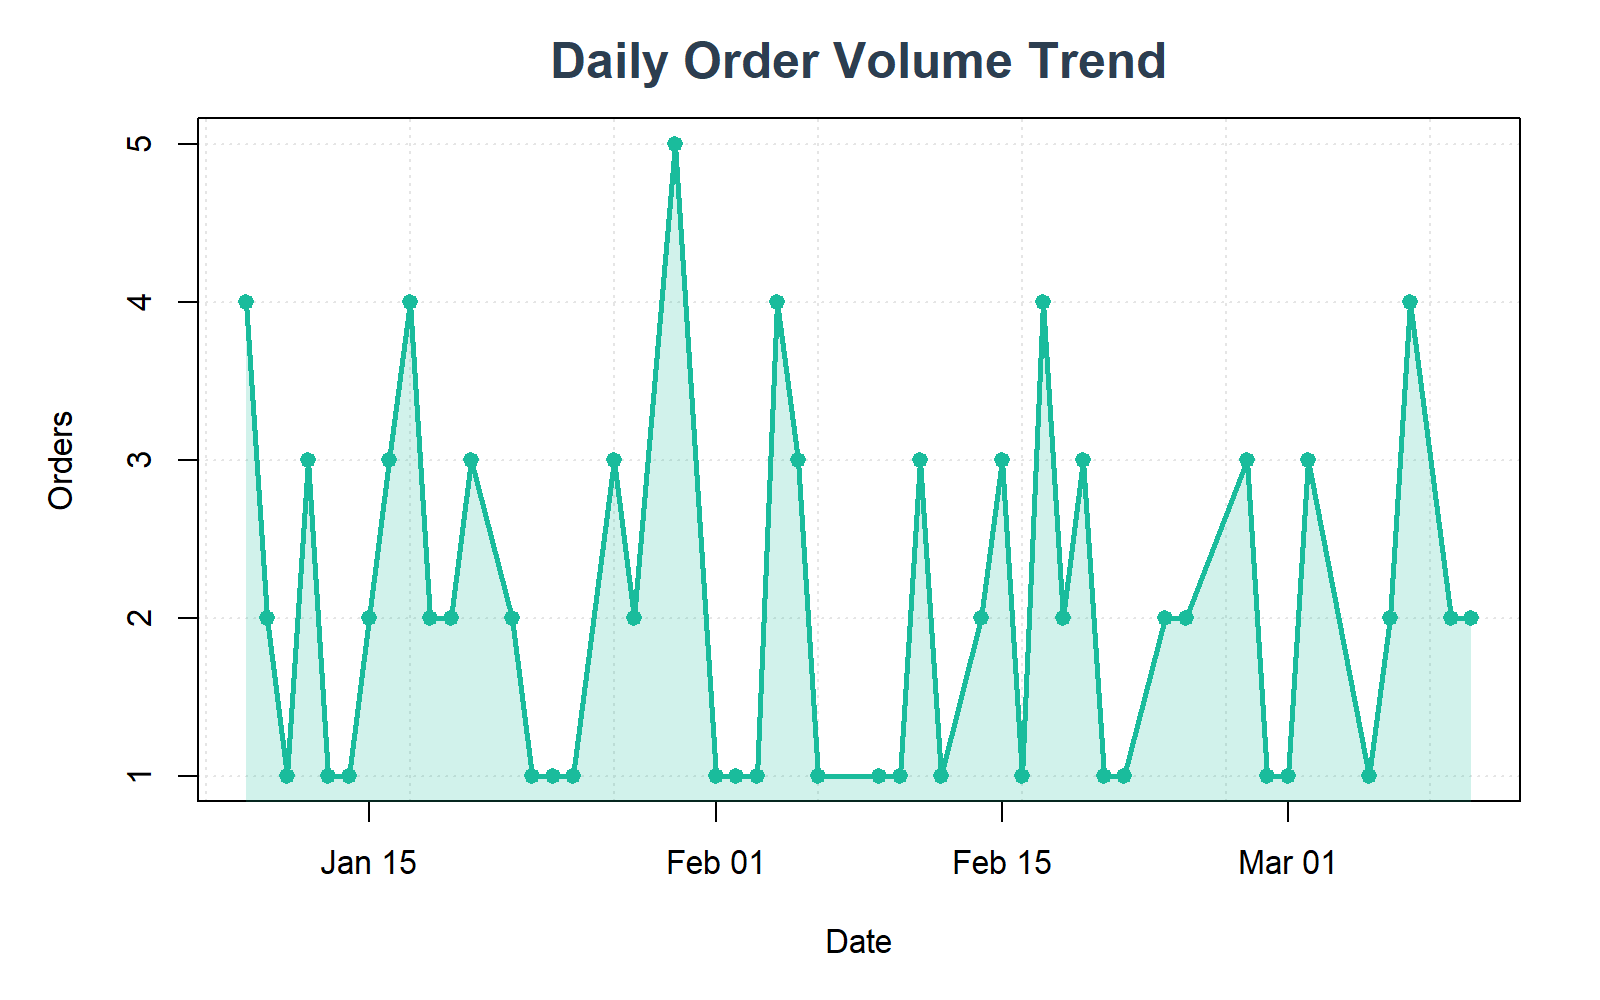 Daily Order Volume Trend
5
4
3
2
1
Orders
Jan 15
Feb 01
Feb 15
Mar 01
Date